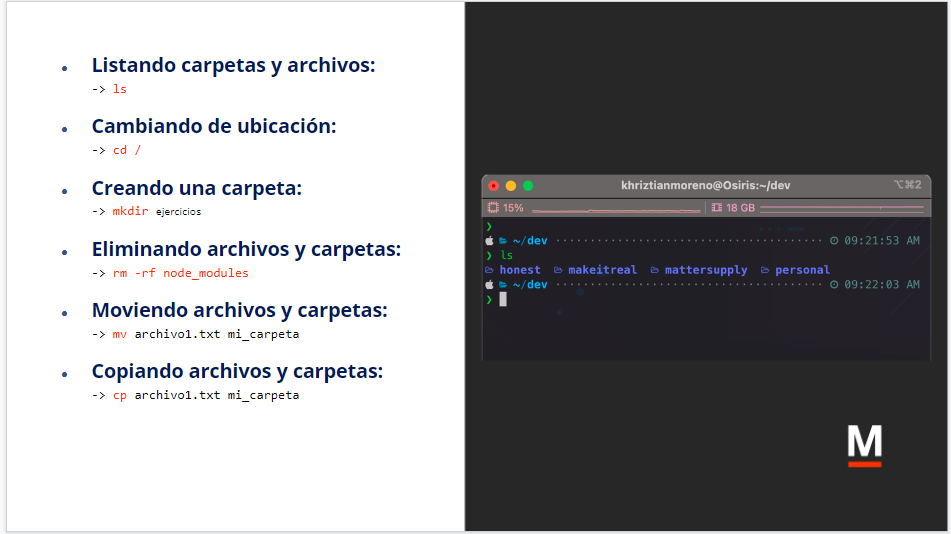 Listando carpetas y archivos:
-> ls
Cambiando de ubicación:
-> cd /
Creando una carpeta:
-> mkdir ejercicios
Eliminando archivos y carpetas:
-> rm -rf node_modules
Moviendo archivos y carpetas:
-> mv archivo1.txt mi_carpeta
Copiando archivos y carpetas:
-> cp archivo1.txt mi_carpeta
khriztianmoreno@Osiris:~/dev ⌥⌘2
15% 18 GB
❯
~/dev 09:21:53 AM
❯ ls
honest makeitreal mattersupply personal
~/dev 09:22:03 AM
❯
M